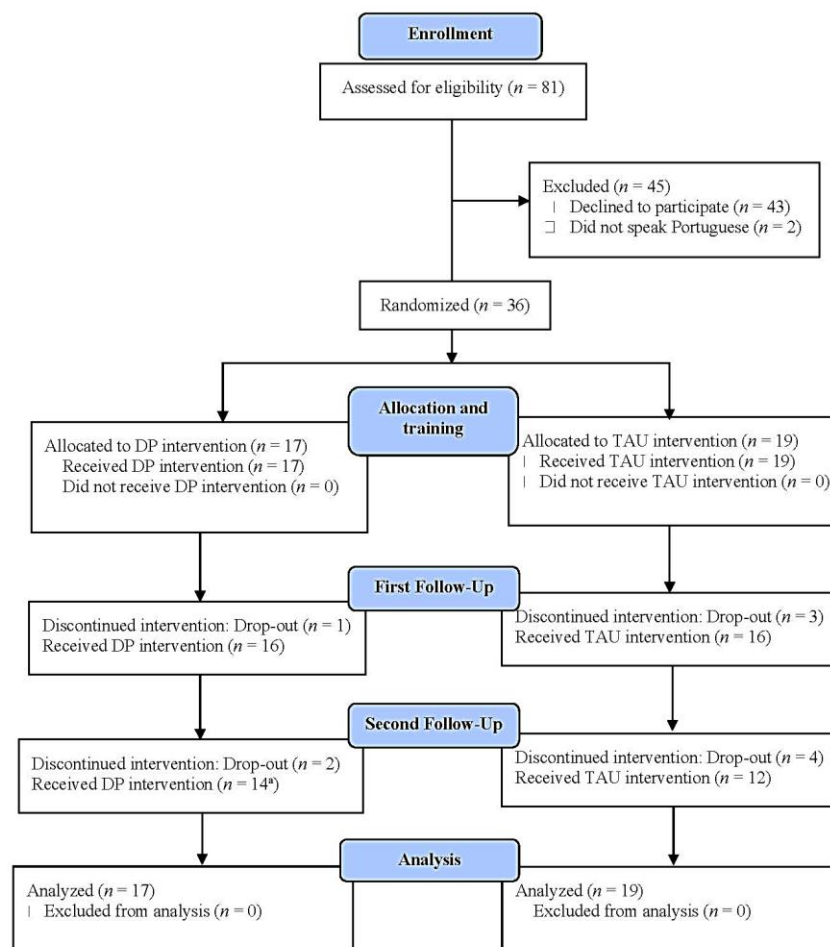 Enrollment
Assessed for eligibility (n = 81)
Excluded (n = 45)
Declined to participate (n = 43)
Did not speak Portuguese (n = 2)
Randomized (n = 36)
Allocation and
training
Allocated to DP intervention (n = 17)
Received DP intervention (n = 17)
Did not receive DP intervention (n = 0)
Allocated to TAU intervention (n = 19)
Received TAU intervention (n = 19)
Did not receive TAU intervention (n = 0)
First Follow-Up
Discontinued intervention: Drop-out (n = 1)
Received DP intervention (n = 16)
Discontinued intervention: Drop-out (n = 3)
Received TAU intervention (n = 16)
Second Follow-Up
Discontinued intervention: Drop-out (n = 2)
Received DP intervention (n = 14ª)
Discontinued intervention: Drop-out (n = 4)
Received TAU intervention (n = 12)
Analysis
Analyzed (n = 17)
Excluded from analysis (n = 0)
Analyzed (n = 19)
Excluded from analysis (n = 0)